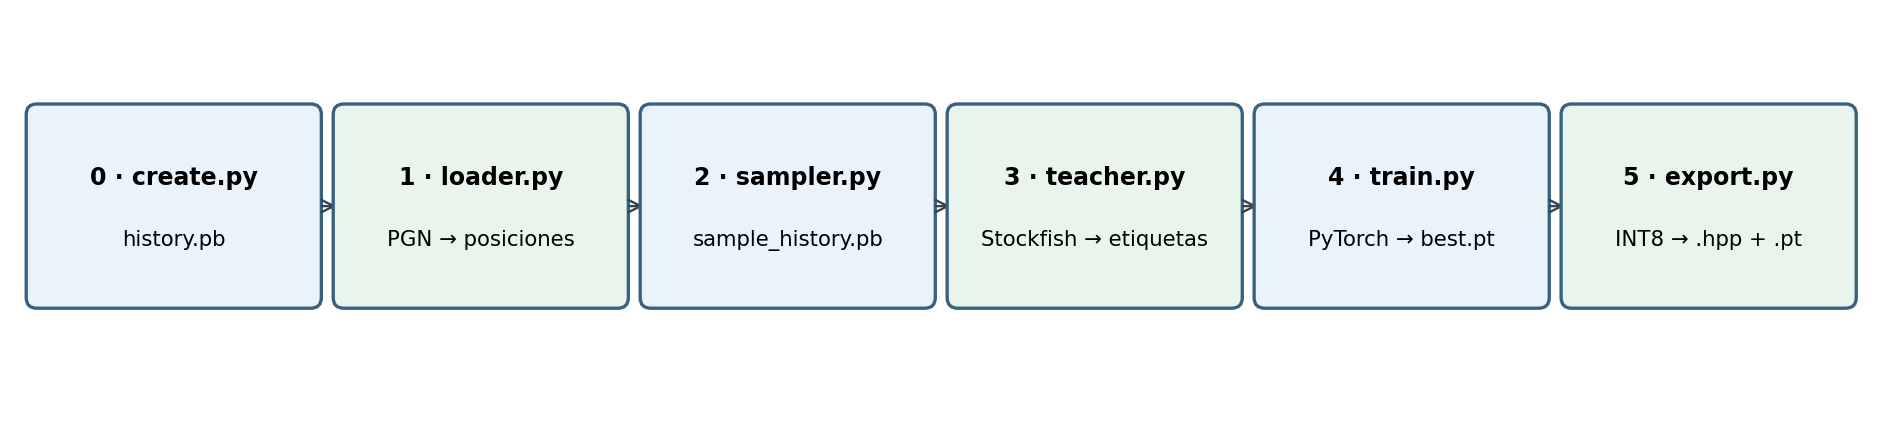 0 · create.py
history.pb
1 · loader.py
PGN → posiciones
2 · sampler.py
sample_history.pb
3 · teacher.py
Stockfish → etiquetas
4 · train.py
PyTorch → best.pt
5 · export.py
INT8 → .hpp + .pt